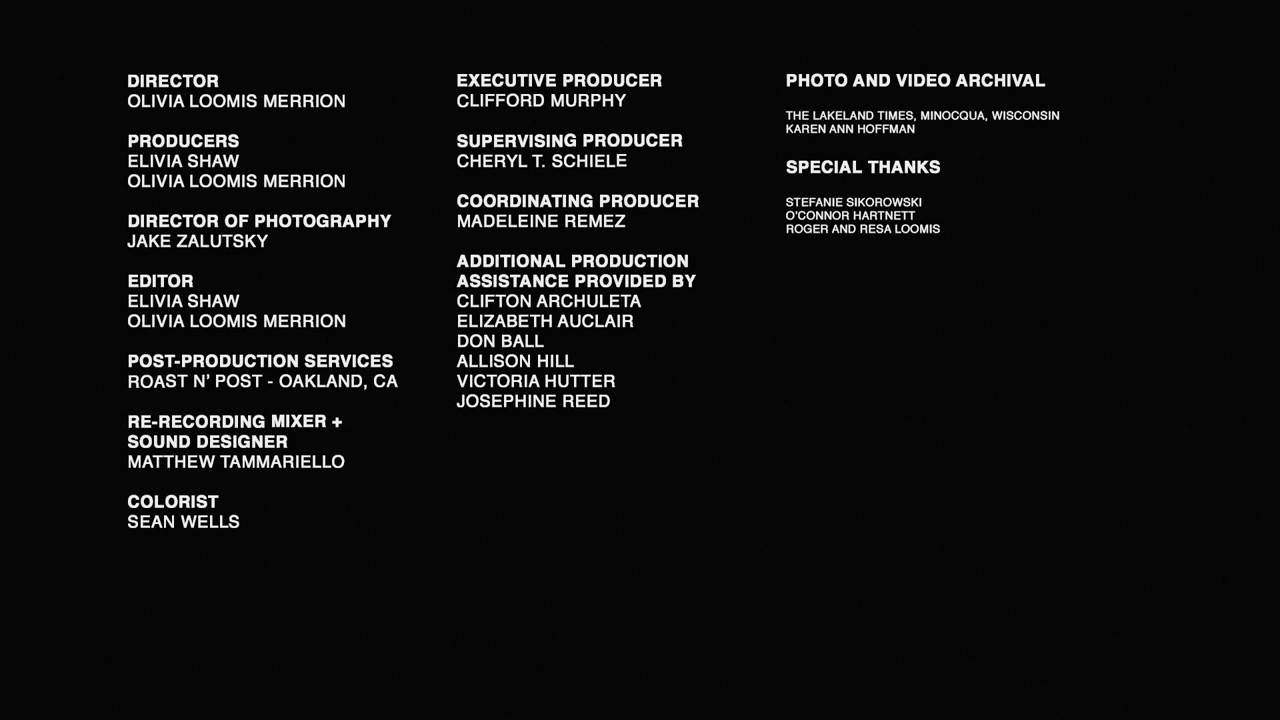 DIRECTOR
OLIVIA LOOMIS MERRION
PRODUCERS
ELIVIA SHAW
OLIVIA LOOMIS MERRION
DIRECTOR OF PHOTOGRAPHY
JAKE ZALUTSKY
EDITOR
ELIVIA SHAW
OLIVIA LOOMIS MERRION
POST-PRODUCTION SERVICES
ROAST N' POST - OAKLAND, CA
RE-RECORDING MIXER +
SOUND DESIGNER
MATTHEW TAMMARIELLO
COLORIST
SEAN WELLS
EXECUTIVE PRODUCER
CLIFFORD MURPHY
SUPERVISING PRODUCER
CHERYL T. SCHIELE
COORDINATING PRODUCER
MADELEINE REMEZ
ADDITIONAL PRODUCTION
ASSISTANCE PROVIDED BY
CLIFTON ARCHULETA
ELIZABETH AUCLAIR
DON BALL
ALLISON HILL
VICTORIA HUTTER
JOSEPHINE REED
PHOTO AND VIDEO ARCHIVAL
THE LAKELAND TIMES, MINOCQUA, WISCONSIN
KAREN ANN HOFFMAN
SPECIAL THANKS
STEFANIE SIKOROWSKI
O'CONNOR HARTNETT
ROGER AND RESA LOOMIS